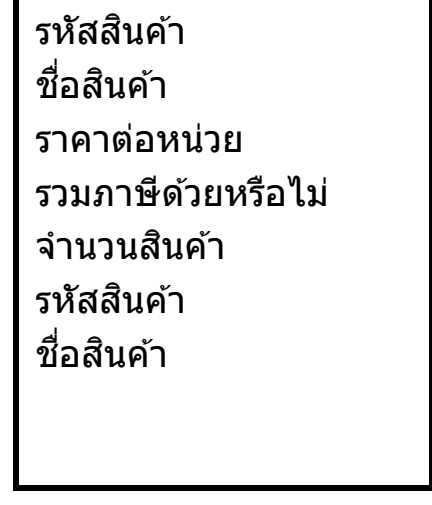 รหัสสินค้า
ชื่อสินค้า
ราคาต่อหน่วย
รวมภาษีด้วยหรือไม่
จำนวนสินค้า
รหัสสินค้า
ชื่อสินค้า